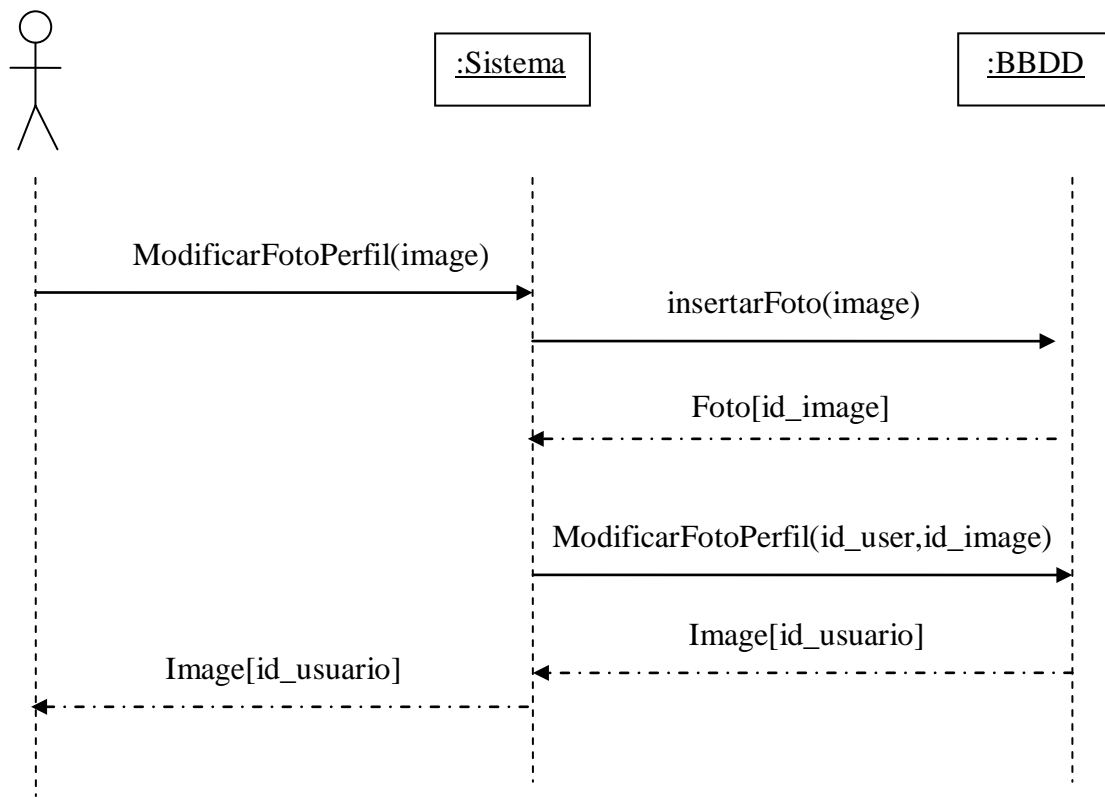 :Sistema
:BBDD
ModificarFotoPerfil(image)
insertarFoto(image)
Foto[id_image]
ModificarFotoPerfil(id_user,id_image)
Image[id_usuario]
Image[id_usuario]